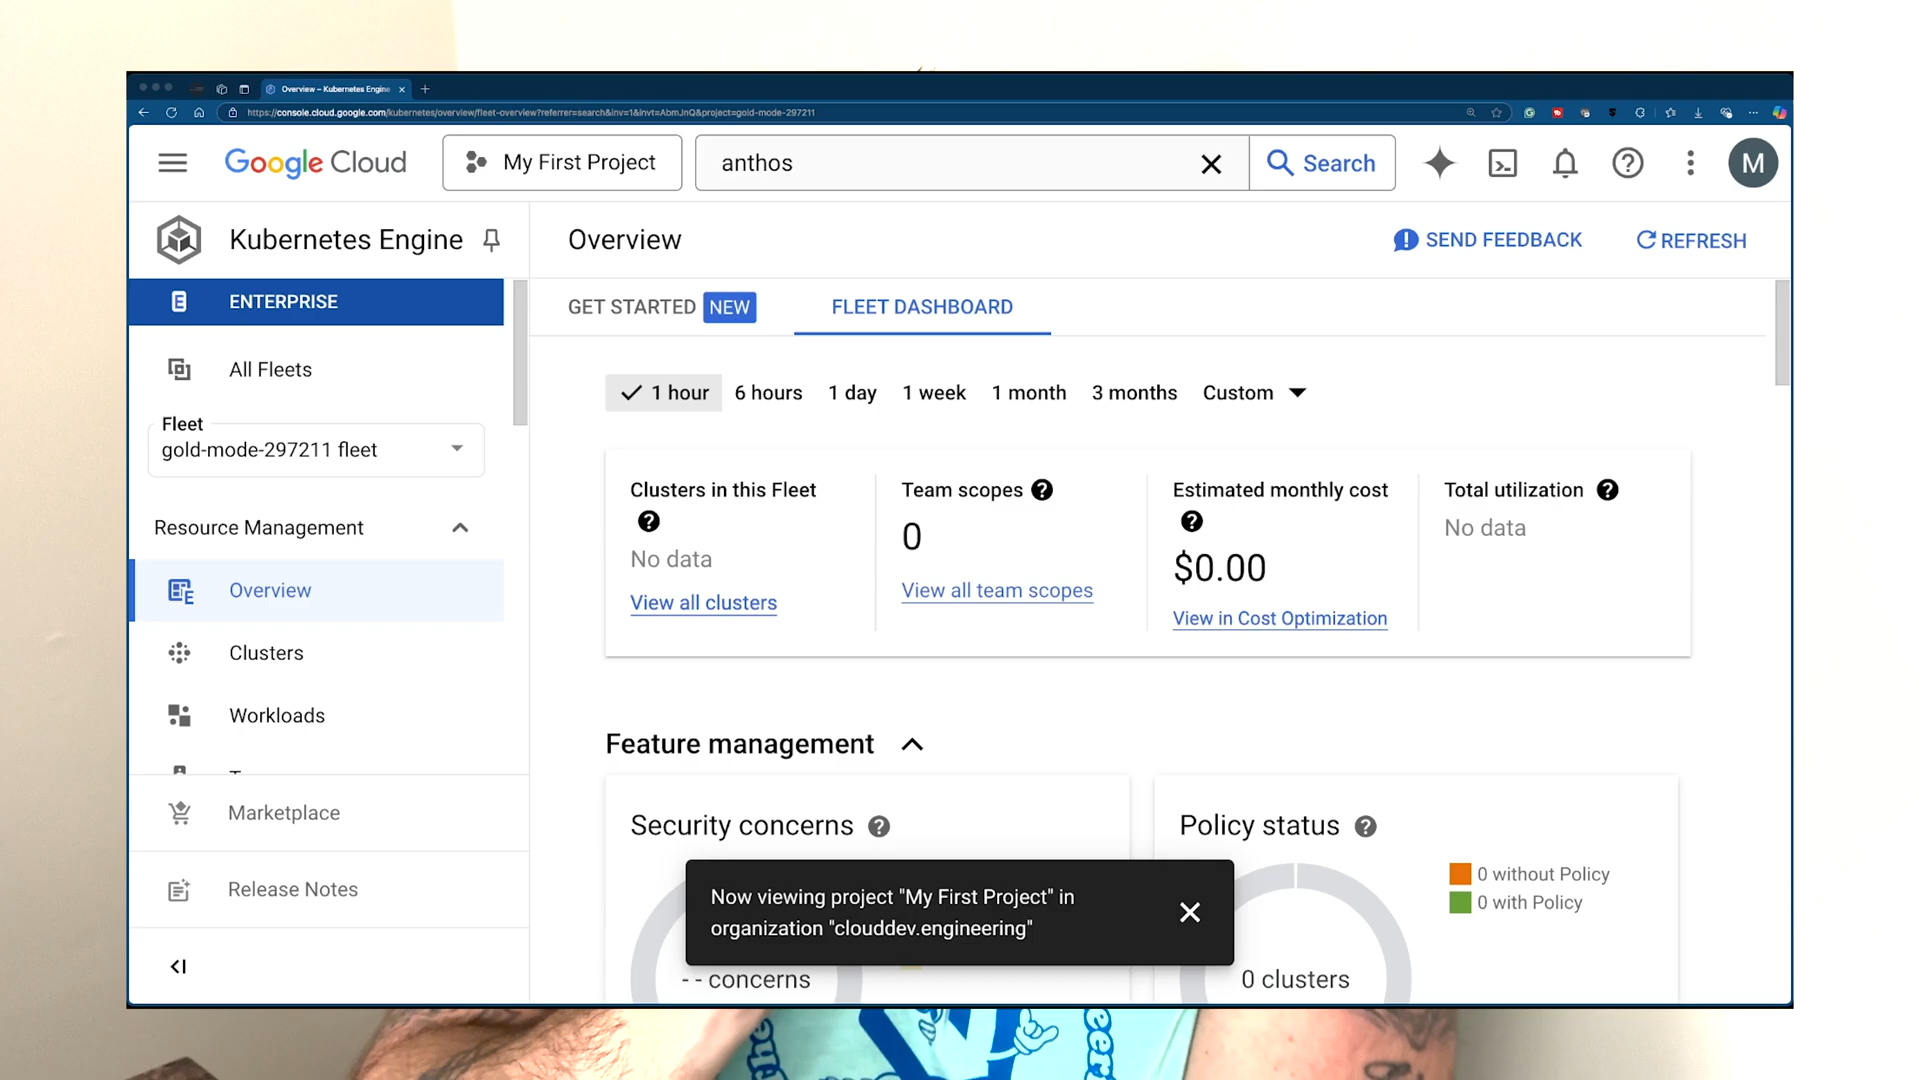 Overview – Kubernetes Engine
https://console.cloud.google.com/kubernetes/overview/fleet-overview?referrer=search&inv=1&invt=AbmJnQ&project=gold-mode-297211
Google Cloud
My First Project
anthos
Search
M
Kubernetes Engine
Overview
SEND FEEDBACK
REFRESH
ENTERPRISE
GET STARTED NEW
FLEET DASHBOARD
All Fleets
Fleet
gold-mode-297211 fleet
Resource Management
Overview
Clusters
Workloads
Marketplace
Release Notes
1 hour 6 hours 1 day 1 week 1 month 3 months Custom
Clusters in this Fleet
No data
View all clusters
Team scopes
0
View all team scopes
Estimated monthly cost
$0.00
View in Cost Optimization
Total utilization
No data
Feature management
Security concerns
- - concerns
Policy status
0 without Policy
0 with Policy
0 clusters
Now viewing project "My First Project" in
organization "clouddev.engineering"